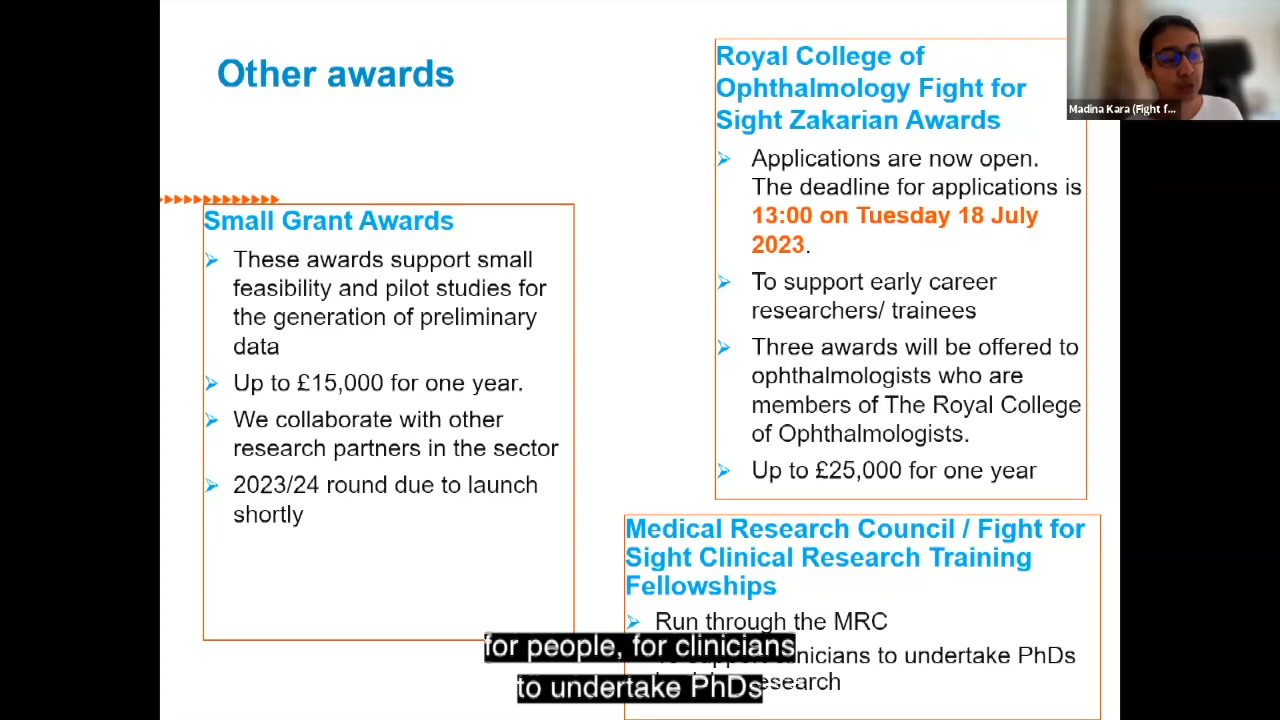 Other awards
Small Grant Awards
These awards support small
feasibility and pilot studies for
the generation of preliminary
data
Up to £15,000 for one year.
We collaborate with other
research partners in the sector
2023/24 round due to launch
shortly
Royal College of
Ophthalmology Fight for
Sight Zakarian Awards
Applications are now open.
The deadline for applications is
13:00 on Tuesday 18 July
2023.
To support early career
researchers/ trainees
Three awards will be offered to
ophthalmologists who are
members of The Royal College
of Ophthalmologists.
Up to £25,000 for one year
Medical Research Council / Fight for
Sight Clinical Research Training
Fellowships
Run through the MRC
clinicians to undertake PhDs
research
for people, for clinicians
to undertake PhDs
Madina Kara (Fight f...